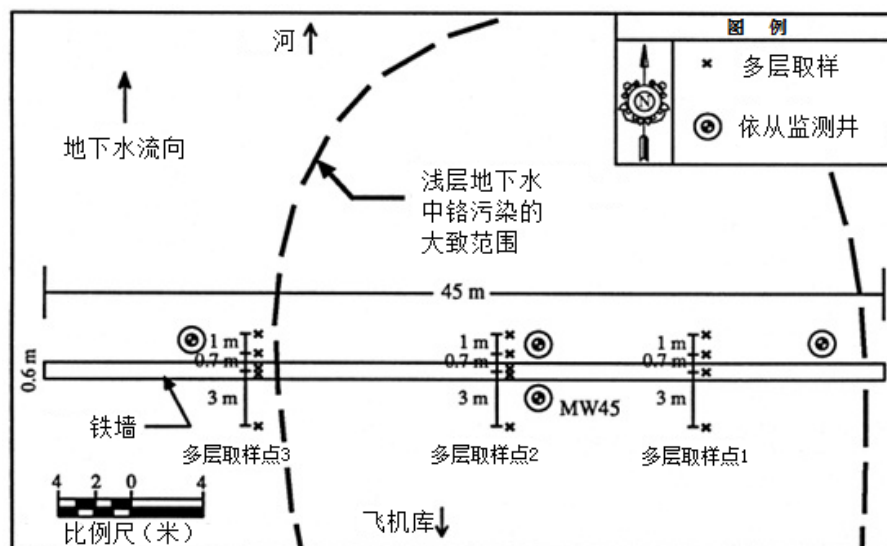 河
图 例
N
多层取样
依从监测井
地下水流向
浅层地下水
中铬污染的
大致范围
45 m
0.6 m
1 m
0.7 m
3 m
1 m
0.7 m
3 m
1 m
0.7 m
3 m
MW45
铁墙
多层取样点3
多层取样点2
多层取样点1
4 2 0 4
比例尺（米）
飞机库